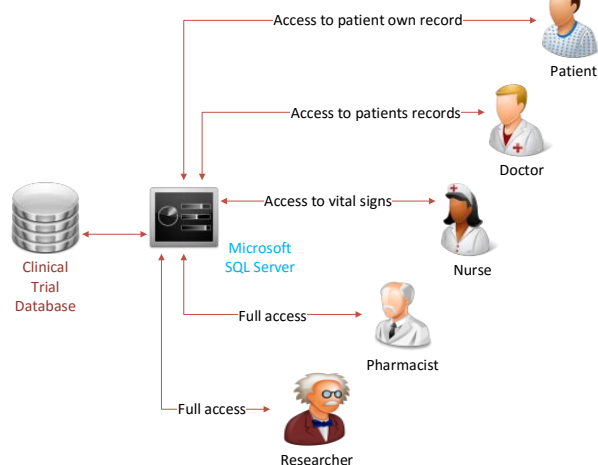 Access to patient own record
Patient
Access to patients records
Doctor
Access to vital signs
Nurse
Microsoft
SQL Server
Clinical
Trial
Database
Full access
Pharmacist
Full access
Researcher